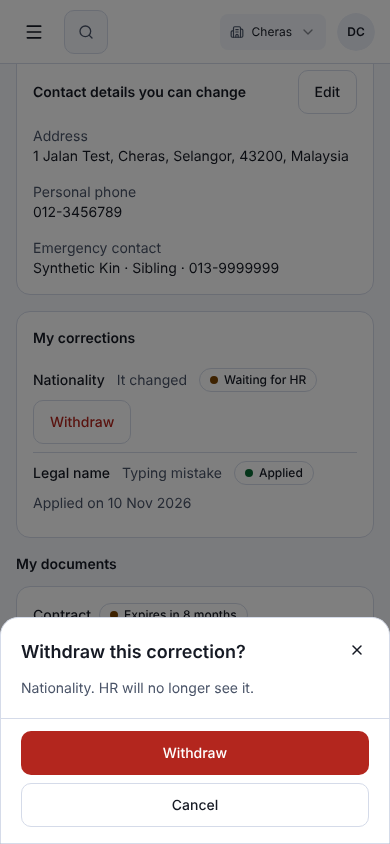 Cheras
DC
Contact details you can change
Edit
Address
1 Jalan Test, Cheras, Selangor, 43200, Malaysia
Personal phone
012-3456789
Emergency contact
Synthetic Kin · Sibling · 013-9999999
My corrections
Nationality It changed Waiting for HR
Withdraw
Legal name Typing mistake Applied
Applied on 10 Nov 2026
My documents
Contract Expires in 8 months
Withdraw this correction?
Nationality. HR will no longer see it.
Withdraw
Cancel